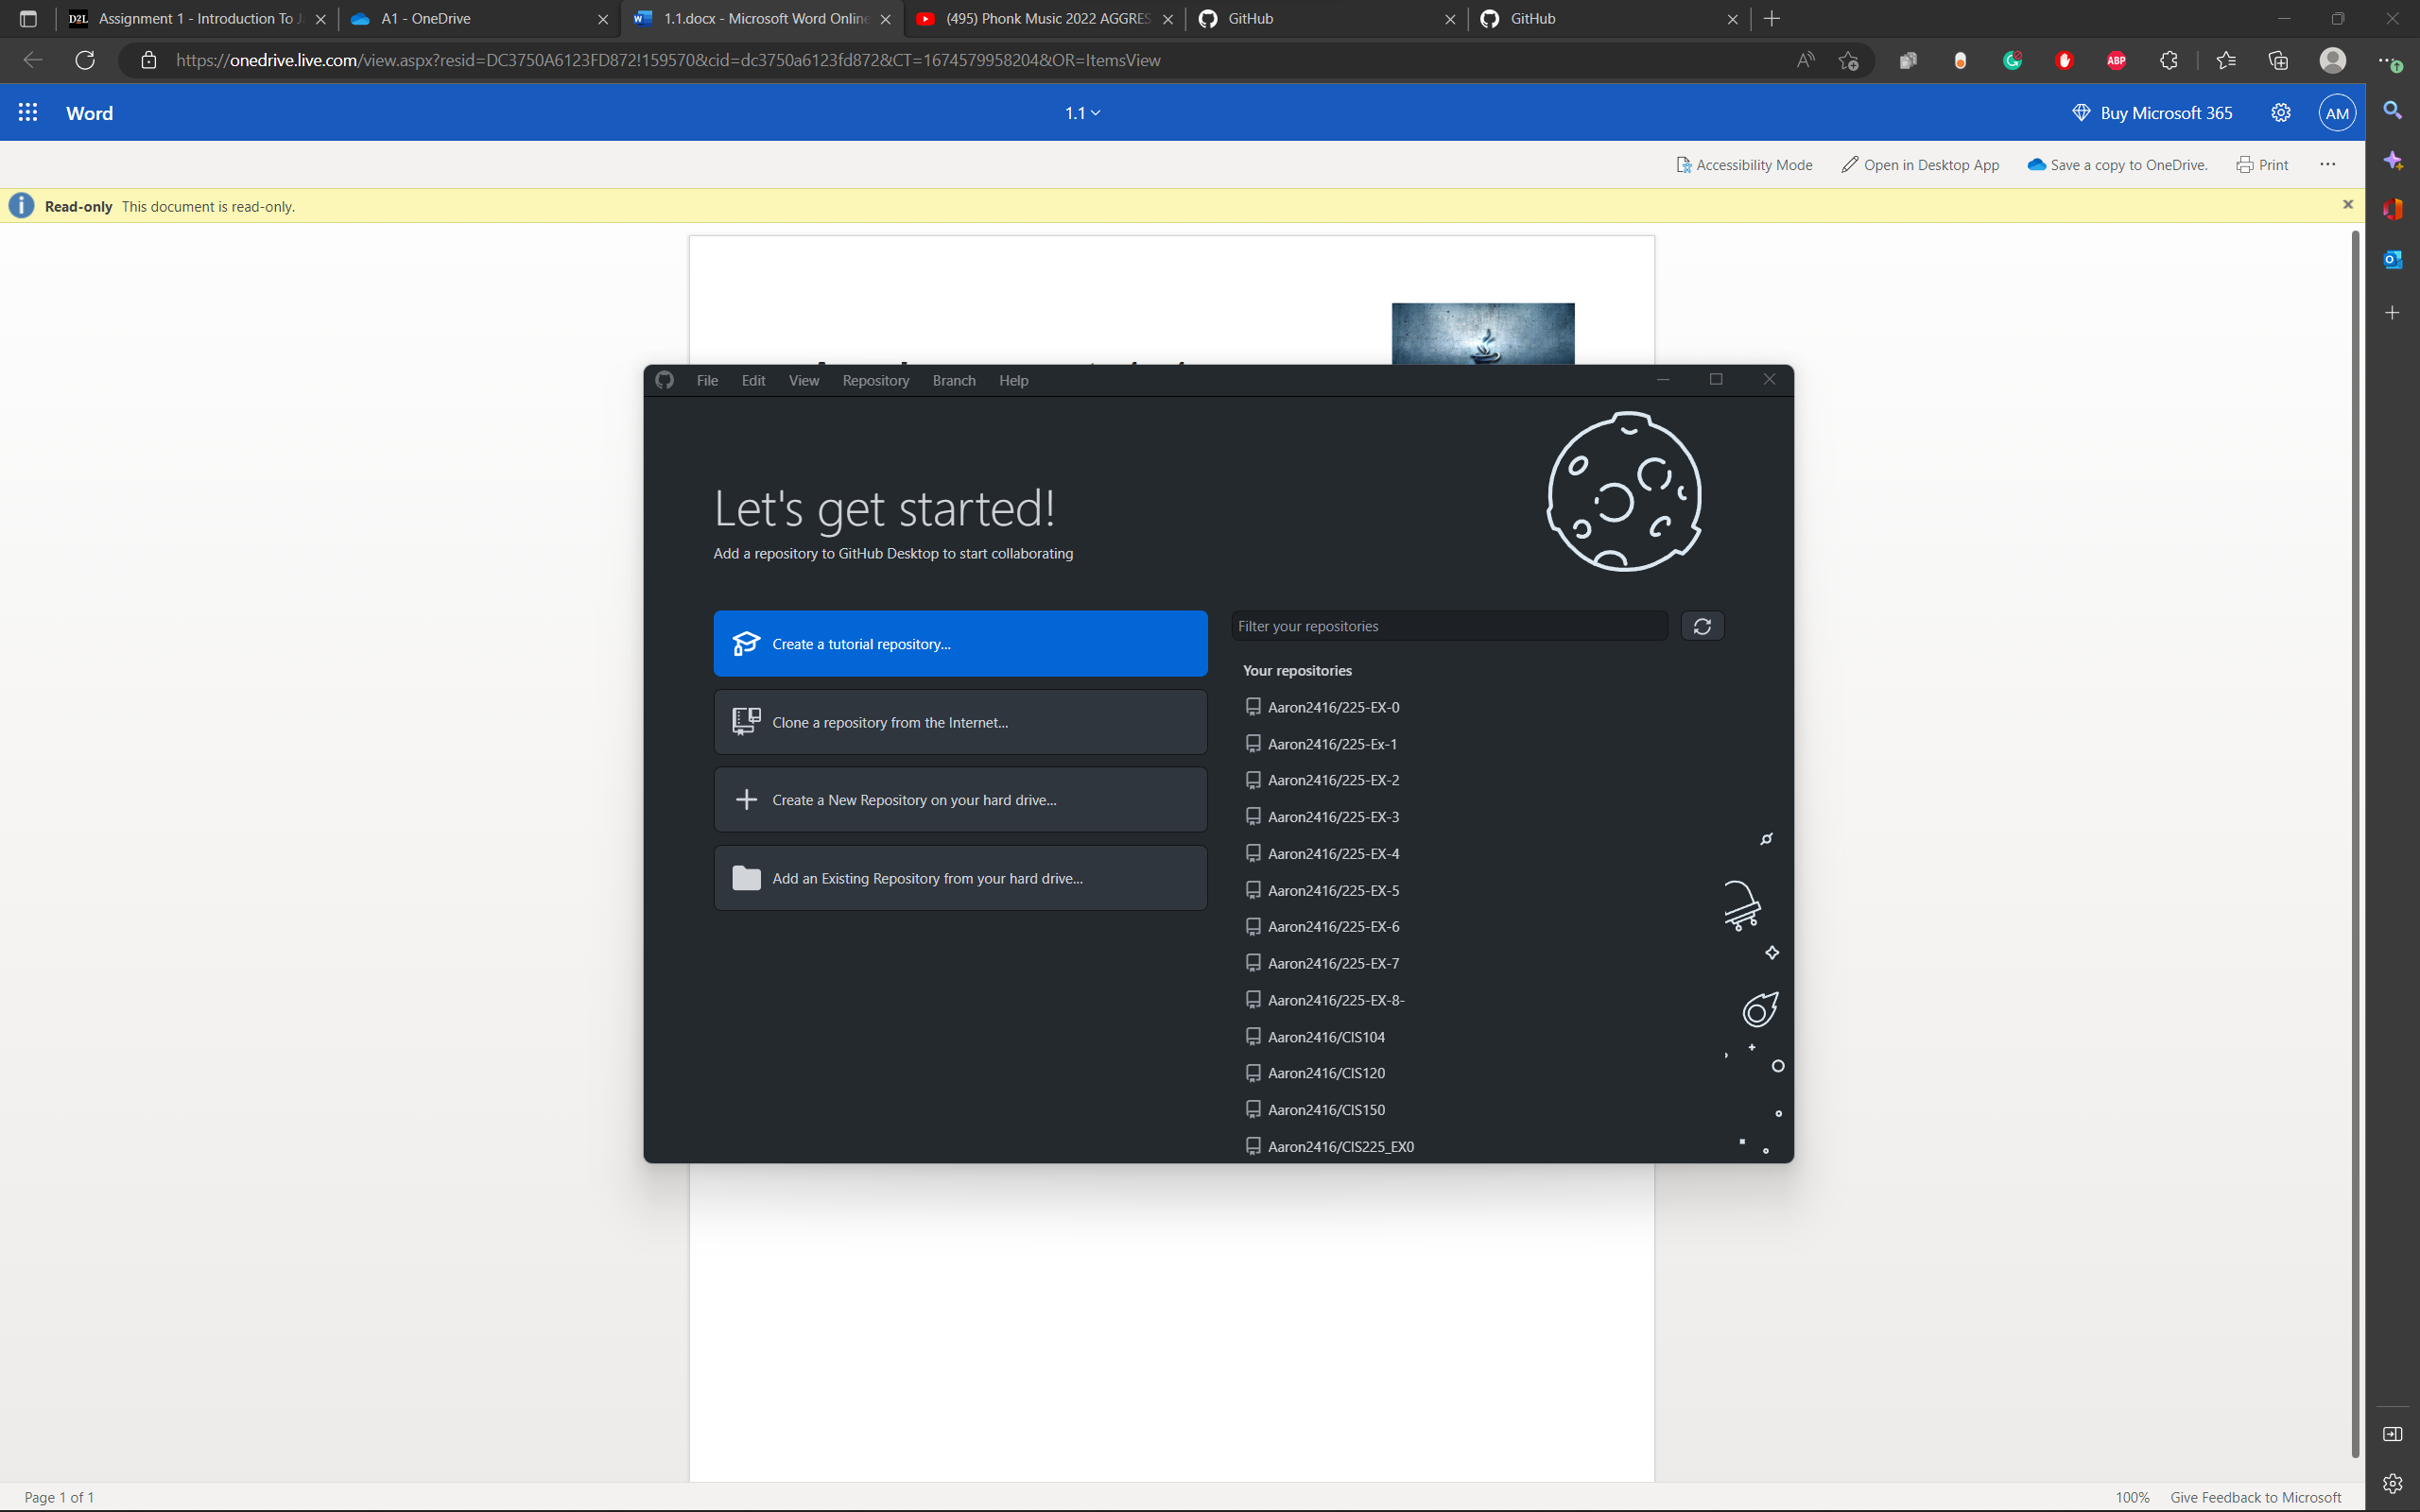 D2L Assignment 1 - Introduction To J
A1 - OneDrive
1.1.docx - Microsoft Word Online
(495) Phonk Music 2022 AGGRES
GitHub
GitHub
https://onedrive.live.com/view.aspx?resid=DC3750A6123FD872!159570&cid=dc3750a6123fd872&CT=1674579958204&OR=ItemsView
ABP
Word
1.1
Buy Microsoft 365
AM
Accessibility Mode
Open in Desktop App
Save a copy to OneDrive.
Print
Read-only This document is read-only.
File Edit View Repository Branch Help
Let's get started!
Add a repository to GitHub Desktop to start collaborating
Create a tutorial repository...
Clone a repository from the Internet...
Create a New Repository on your hard drive...
Add an Existing Repository from your hard drive...
Filter your repositories
Your repositories
Aaron2416/225-EX-0
Aaron2416/225-Ex-1
Aaron2416/225-EX-2
Aaron2416/225-EX-3
Aaron2416/225-EX-4
Aaron2416/225-EX-5
Aaron2416/225-EX-6
Aaron2416/225-EX-7
Aaron2416/225-EX-8-
Aaron2416/CIS104
Aaron2416/CIS120
Aaron2416/CIS150
Aaron2416/CIS225_EX0
Page 1 of 1
100%
Give Feedback to Microsoft